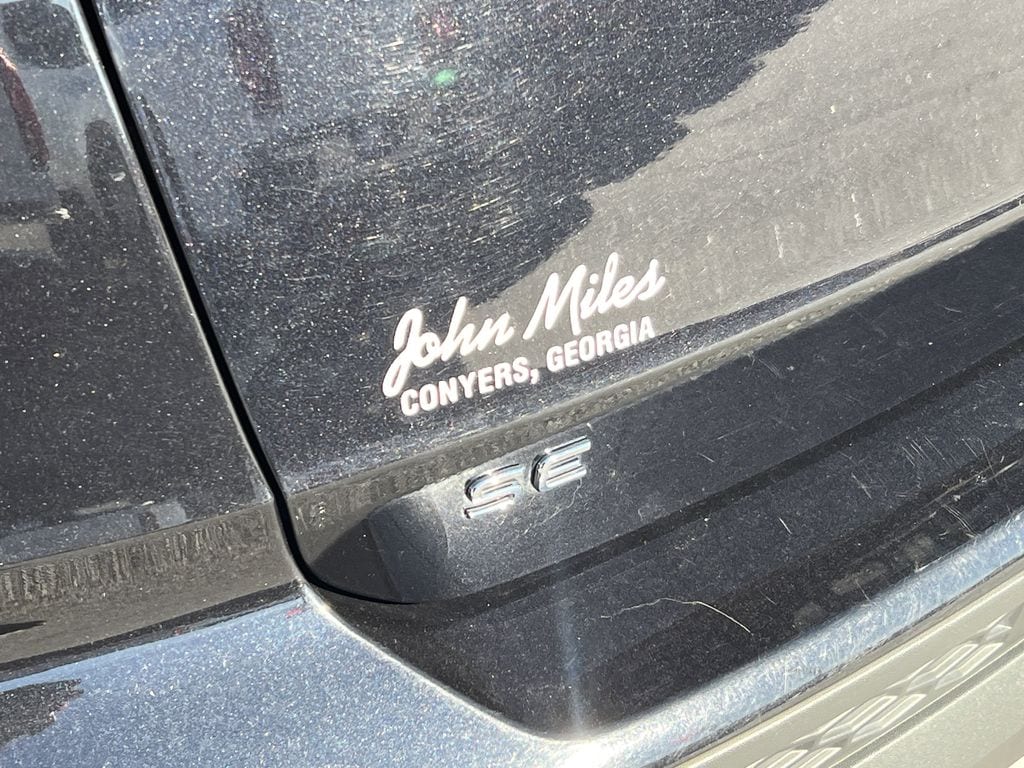 John Miles
CONYERS, GEORGIA
SE